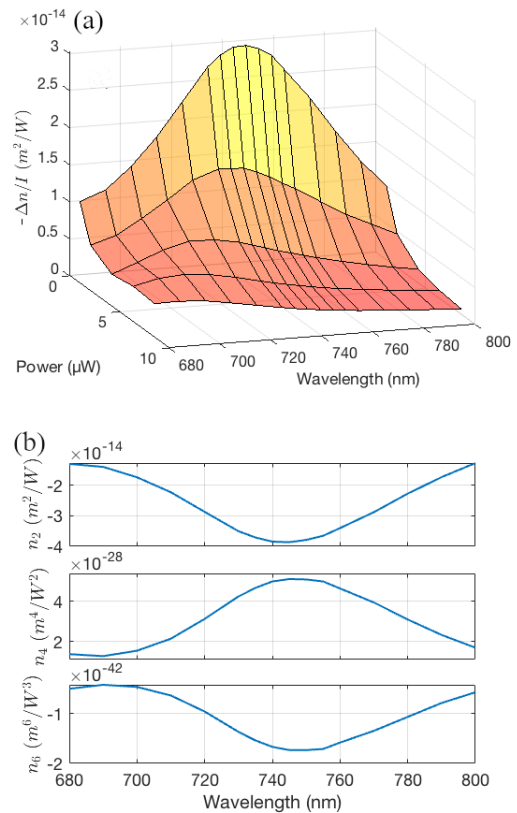 (a)
×10-14
3
2.5
2
1.5
1
0.5
0
-Δn/I (m²/W)
0
5
10
Power (µW)
680
700
720
740
760
780
800
Wavelength (nm)
(b)
×10-14
-2
-3
-4
n₂ (m²/W)
×10-28
4
2
n₄ (m⁴/W²)
×10-42
-1
-2
n₆ (m⁶/W³)
680 700 720 740 760 780 800
Wavelength (nm)